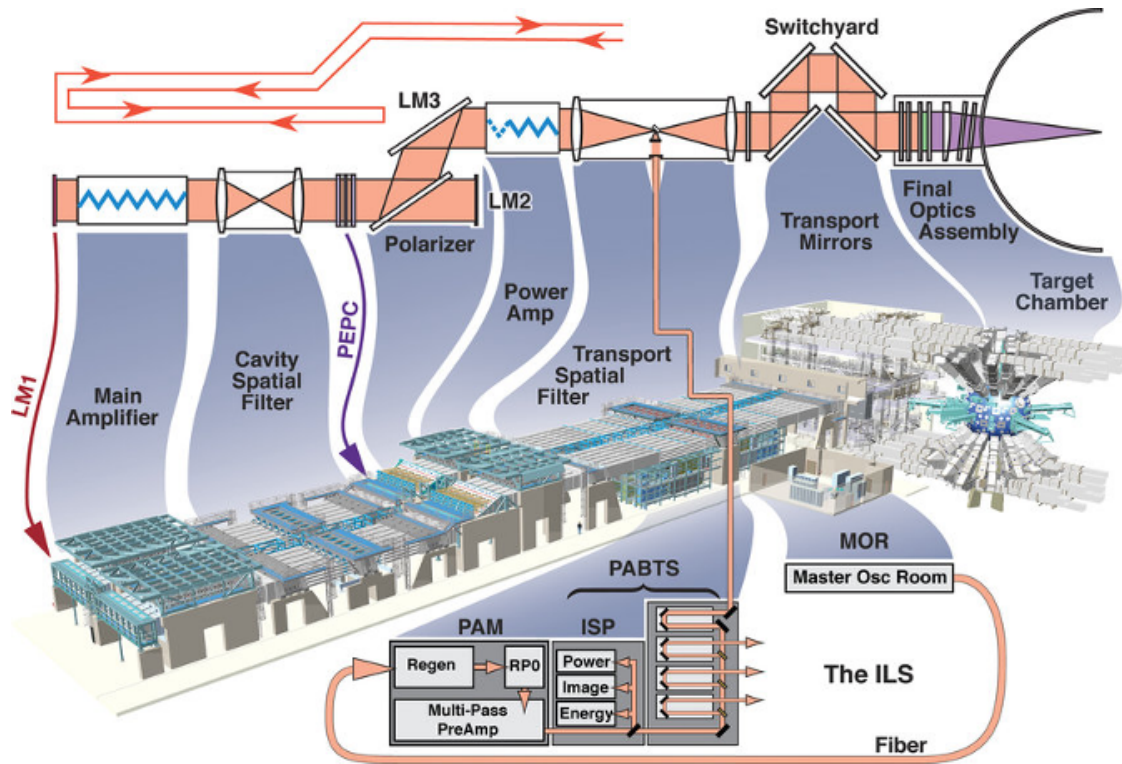 Switchyard
LM3
LM2
Polarizer
Power
Amp
Transport
Mirrors
Final
Optics
Assembly
Target
Chamber
LM1
Main
Amplifier
Cavity
Spatial
Filter
PEPC
Transport
Spatial
Filter
MOR
Master Osc Room
PABTS
PAM
ISP
Regen
RP0
Multi-Pass
PreAmp
Power
Image
Energy
The ILS
Fiber